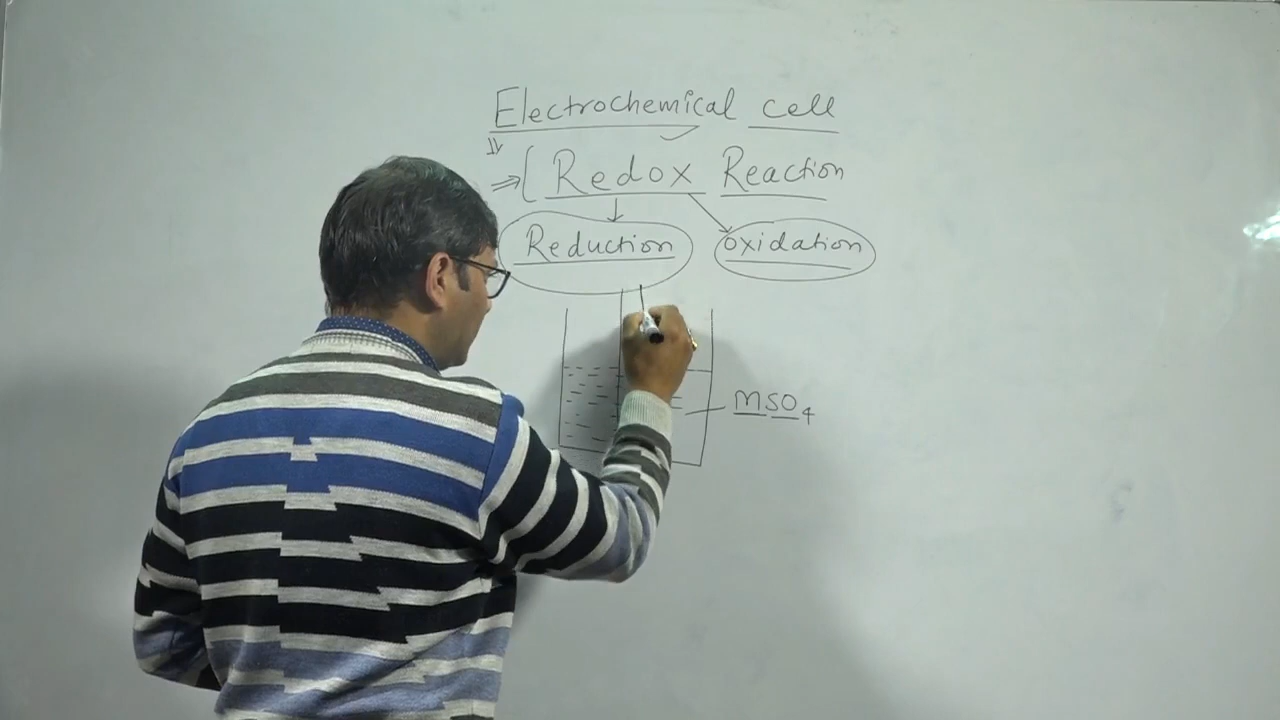 Electrochemical cell
⇒ [ Redox Reaction
Reduction oxidation
MSO4